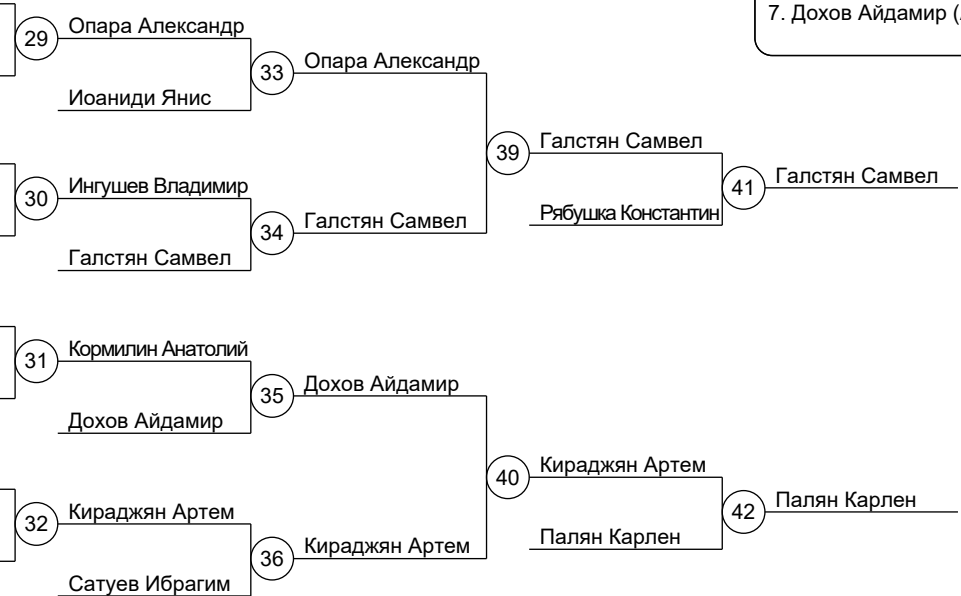 7. Дохов Айдамир (
29
Опара Александр
33
Опара Александр
Иоаниди Янис
39
Галстян Самвел
41
Галстян Самвел
30
Ингушев Владимир
34
Галстян Самвел
Рябушка Константин
Галстян Самвел
31
Кормилин Анатолий
35
Дохов Айдамир
Дохов Айдамир
40
Кираджян Артем
42
Палян Карлен
32
Кираджян Артем
36
Кираджян Артем
Палян Карлен
Сатуев Ибрагим